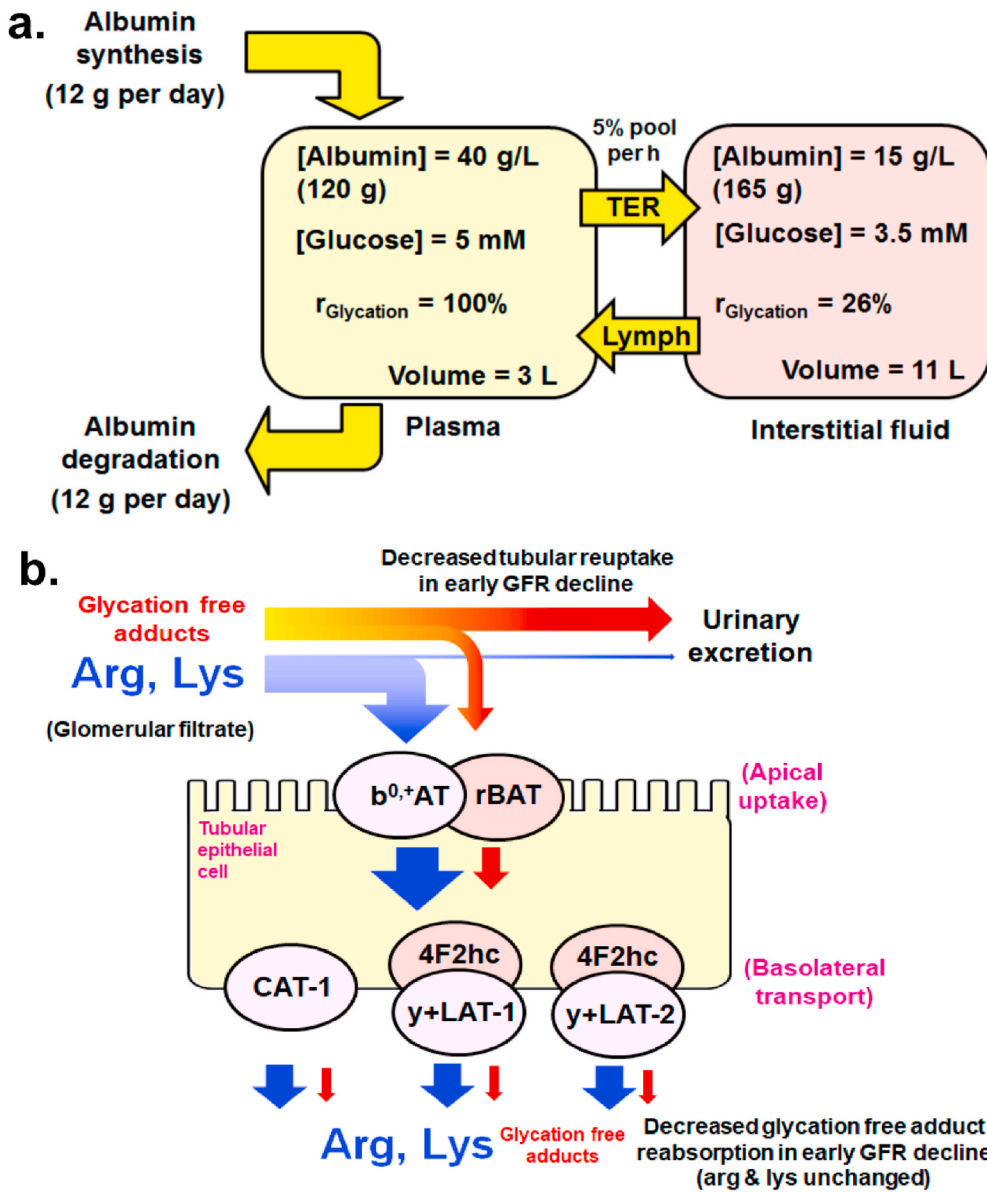 a.
Albumin
synthesis
(12 g per day)
[Albumin] = 40 g/L
(120 g)
[Glucose] = 5 mM
rGlycation = 100%
Volume = 3 L
5% pool
per h
TER
Lymph
[Albumin] = 15 g/L
(165 g)
[Glucose] = 3.5 mM
rGlycation = 26%
Volume = 11 L
Albumin
degradation
(12 g per day)
Plasma
Interstitial fluid
b.
Decreased tubular reuptake
in early GFR decline
Glycation free
adducts
Urinary
excretion
Arg, Lys
(Glomerular filtrate)
b0,+AT
rBAT
(Apical
uptake)
Tubular
epithelial
cell
CAT-1
4F2hc
y+LAT-1
4F2hc
y+LAT-2
(Basolateral
transport)
Arg, Lys
Glycation free
adducts
Decreased glycation free adduct
reabsorption in early GFR decline
(arg & lys unchanged)